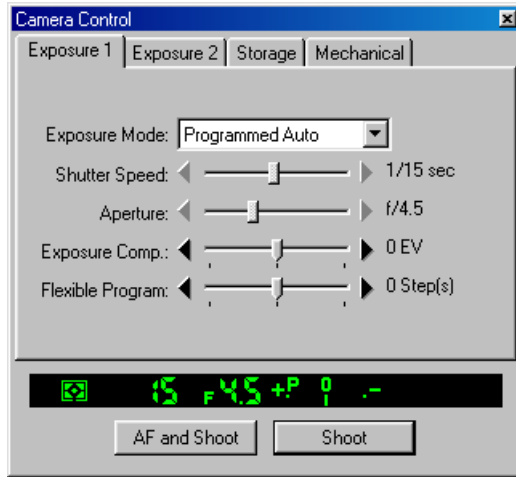 Camera Control
Exposure 1 Exposure 2 Storage Mechanical
Exposure Mode: Programmed Auto
Shutter Speed: 1/15 sec
Aperture: f/4.5
Exposure Comp.: 0 EV
Flexible Program: 0 Step(s)
15 F4.5 +.P
AF and Shoot Shoot